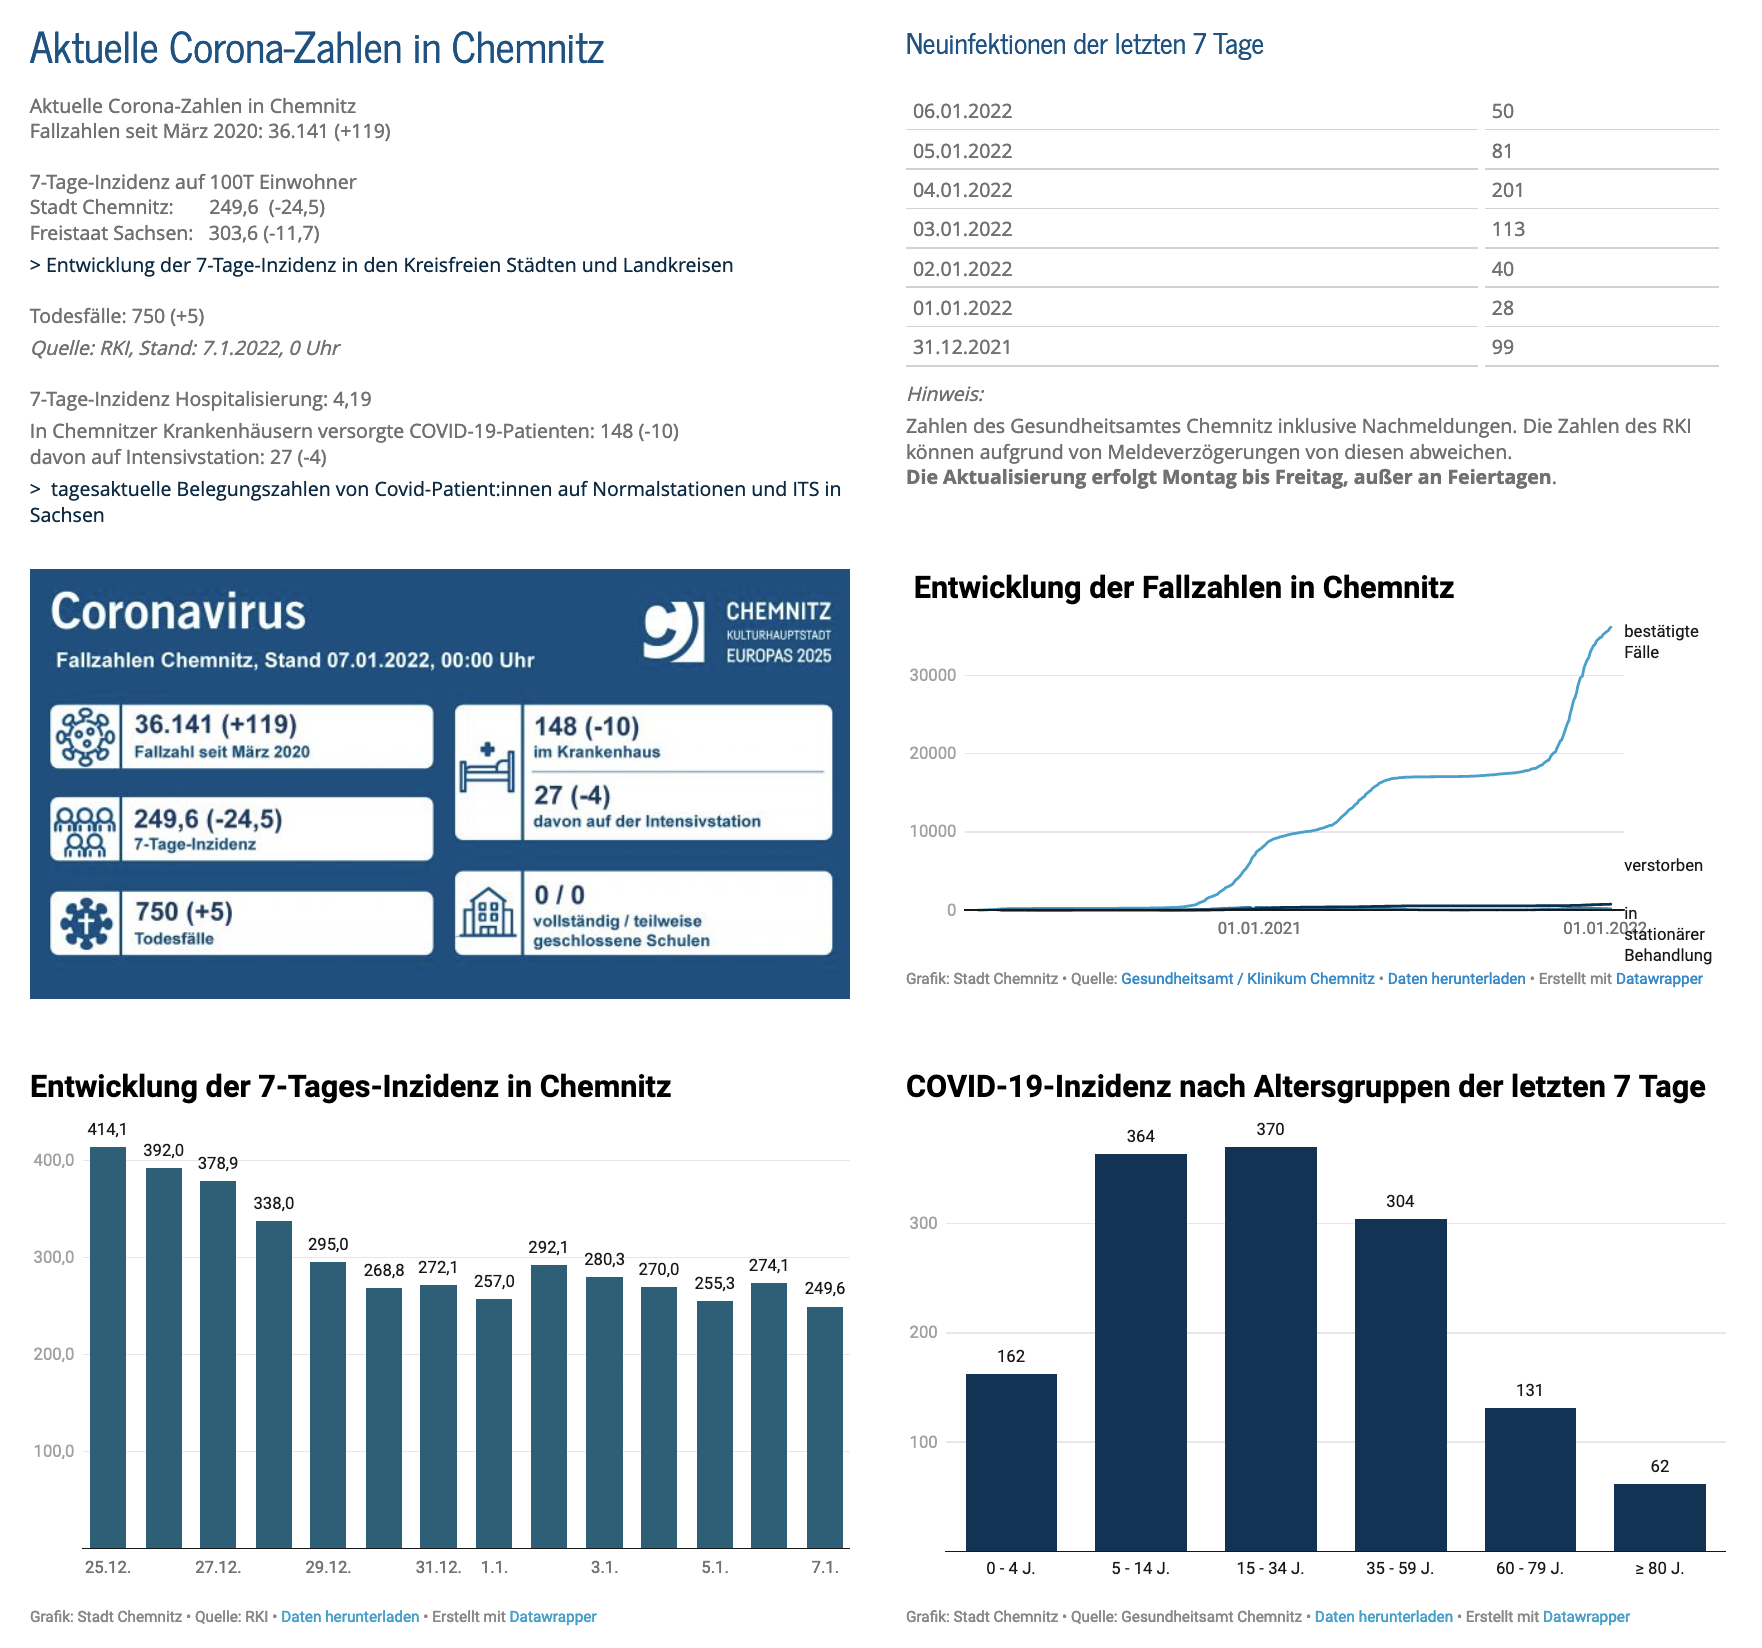 Aktuelle Corona-Zahlen in Chemnitz
Aktuelle Corona-Zahlen in Chemnitz
Fallzahlen seit März 2020: 36.141 (+119)
7-Tage-Inzidenz auf 100T Einwohner
Stadt Chemnitz: 249,6 (-24,5)
Freistaat Sachsen: 303,6 (-11,7)
> Entwicklung der 7-Tage-Inzidenz in den Kreisfreien Städten und Landkreisen
Todesfälle: 750 (+5)
Quelle: RKI, Stand: 7.1.2022, 0 Uhr
7-Tage-Inzidenz Hospitalisierung: 4,19
In Chemnitzer Krankenhäusern versorgte COVID-19-Patienten: 148 (-10)
davon auf Intensivstation: 27 (-4)
> tagesaktuelle Belegungszahlen von Covid-Patient:innen auf Normalstationen und ITS in
Sachsen
Neuinfektionen der letzten 7 Tage
06.01.2022 50
05.01.2022 81
04.01.2022 201
03.01.2022 113
02.01.2022 40
01.01.2022 28
31.12.2021 99
Hinweis:
Zahlen des Gesundheitsamtes Chemnitz inklusive Nachmeldungen. Die Zahlen des RKI
können aufgrund von Meldeverzögerungen von diesen abweichen.
Die Aktualisierung erfolgt Montag bis Freitag, außer an Feiertagen.
Coronavirus
Fallzahlen Chemnitz, Stand 07.01.2022, 00:00 Uhr
CHEMNITZ
KULTURHAUPTSTADT
EUROPAS 2025
36.141 (+119)
Fallzahl seit März 2020
249,6 (-24,5)
7-Tage-Inzidenz
750 (+5)
Todesfälle
148 (-10)
im Krankenhaus
27 (-4)
davon auf der Intensivstation
0 / 0
vollständig / teilweise
geschlossene Schulen
Entwicklung der Fallzahlen in Chemnitz
bestätigte
Fälle
30000
20000
10000
verstorben
0
in
01.01.2021 01.01.2022
stationärer
Behandlung
Grafik: Stadt Chemnitz • Quelle: Gesundheitsamt / Klinikum Chemnitz • Daten herunterladen • Erstellt mit Datawrapper
Entwicklung der 7-Tages-Inzidenz in Chemnitz
400,0
300,0
200,0
100,0
414,1 392,0 378,9 338,0 295,0 268,8 272,1 257,0 292,1 280,3 270,0 255,3 274,1 249,6
25.12. 27.12. 29.12. 31.12. 1.1. 3.1. 5.1. 7.1.
Grafik: Stadt Chemnitz • Quelle: RKI • Daten herunterladen • Erstellt mit Datawrapper
COVID-19-Inzidenz nach Altersgruppen der letzten 7 Tage
300
200
100
162 364 370 304 131 62
0 - 4 J. 5 - 14 J. 15 - 34 J. 35 - 59 J. 60 - 79 J. ≥ 80 J.
Grafik: Stadt Chemnitz • Quelle: Gesundheitsamt Chemnitz • Daten herunterladen • Erstellt mit Datawrapper